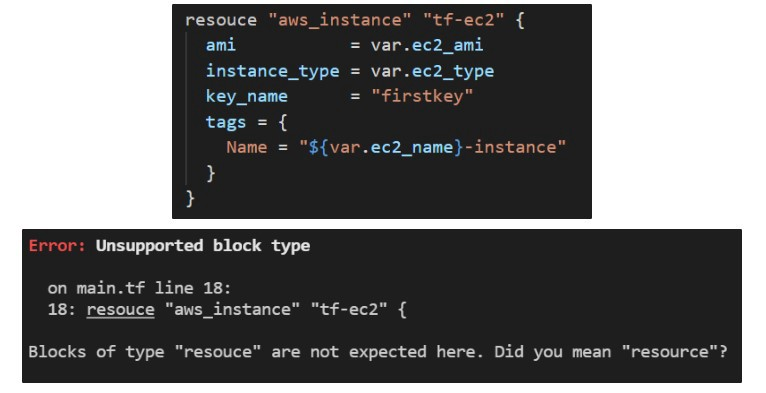 resouce "aws_instance" "tf-ec2" {
  ami           = var.ec2_ami
  instance_type = var.ec2_type
  key_name      = "firstkey"
  tags = {
    Name = "${var.ec2_name}-instance"
  }
}
Error: Unsupported block type
  on main.tf line 18:
  18: resouce "aws_instance" "tf-ec2" {
Blocks of type "resouce" are not expected here. Did you mean "resource"?